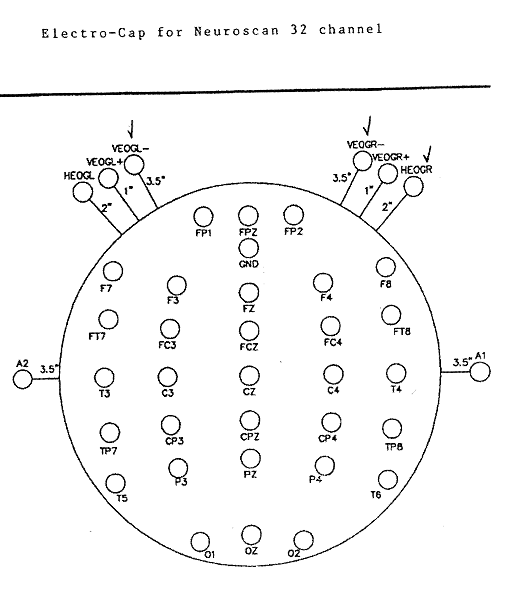 Electro-Cap for Neuroscan 32 channel
VEOGL- VEOGR-
VEOGL+ VEOGR+
HEOGL HEOGR
3.5" 3.5"
1" 1"
2" 2"
FP1 FPZ FP2
GND
F7 F8
F3 FZ F4
FT7 FT8
FC3 FCZ FC4
A2 3.5" 3.5" A1
T3 C3 CZ C4 T4
TP7 CP3 CPZ CP4 TP8
P3 PZ P4
T5 T6
O1 OZ O2